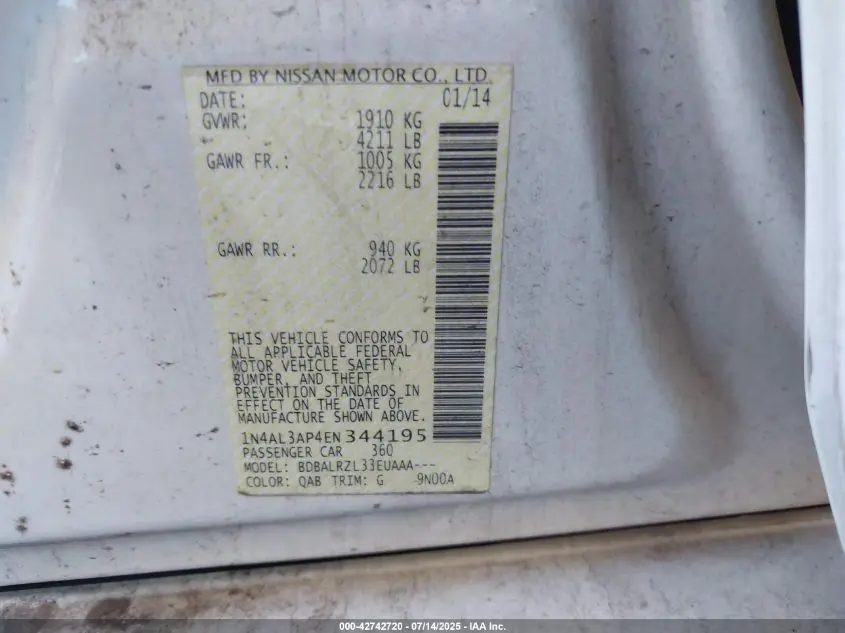 MFD BY NISSAN MOTOR CO., LTD.
DATE: 01/14
GVWR: 1910 KG
4211 LB
GAWR FR.: 1005 KG
2216 LB
GAWR RR.: 940 KG
2072 LB
THIS VEHICLE CONFORMS TO
ALL APPLICABLE FEDERAL
MOTOR VEHICLE SAFETY,
BUMPER, AND THEFT
PREVENTION STANDARDS IN
EFFECT ON THE DATE OF
MANUFACTURE SHOWN ABOVE.
1N4AL3AP4EN344195
PASSENGER CAR 360
MODEL: BDBALRZL33EUAAA---
COLOR: QAB TRIM: G 9N00A
000-42742720 - 07/14/2025 - IAA Inc.